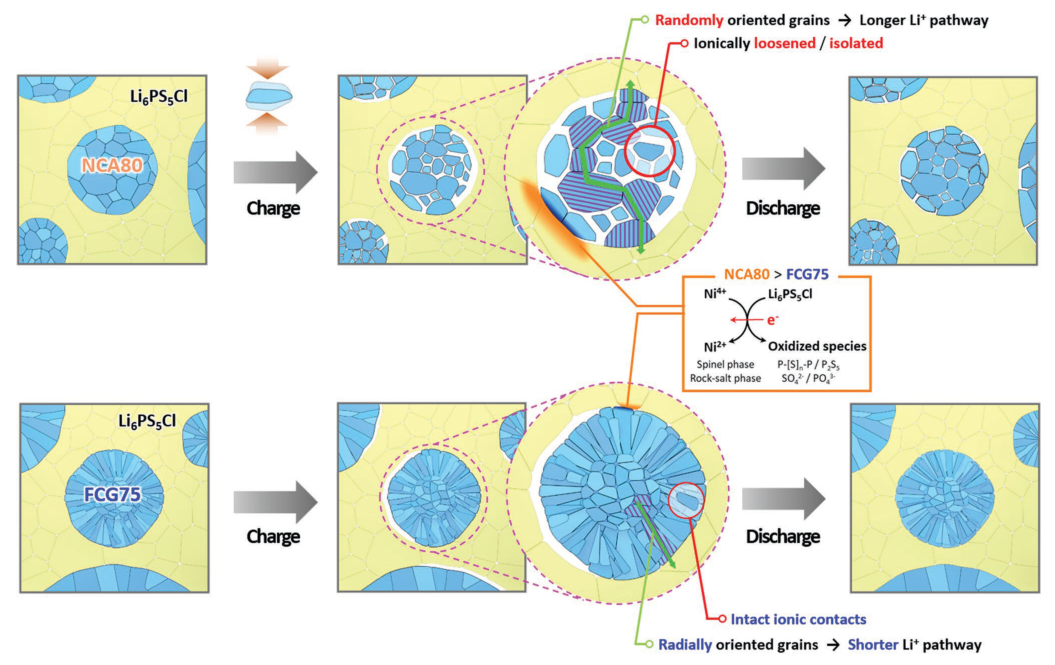 Randomly oriented grains → Longer Li⁺ pathway
Ionically loosened / isolated
Li₆PS₅Cl
NCA80
Charge
Discharge
NCA80 > FCG75
Ni⁴⁺ Li₆PS₅Cl
e⁻
Ni²⁺ Oxidized species
Spinel phase P-[S]ₙ-P / P₂S₅
Rock-salt phase SO₄²⁻ / PO₄³⁻
Li₆PS₅Cl
FCG75
Charge
Discharge
Intact ionic contacts
Radially oriented grains → Shorter Li⁺ pathway